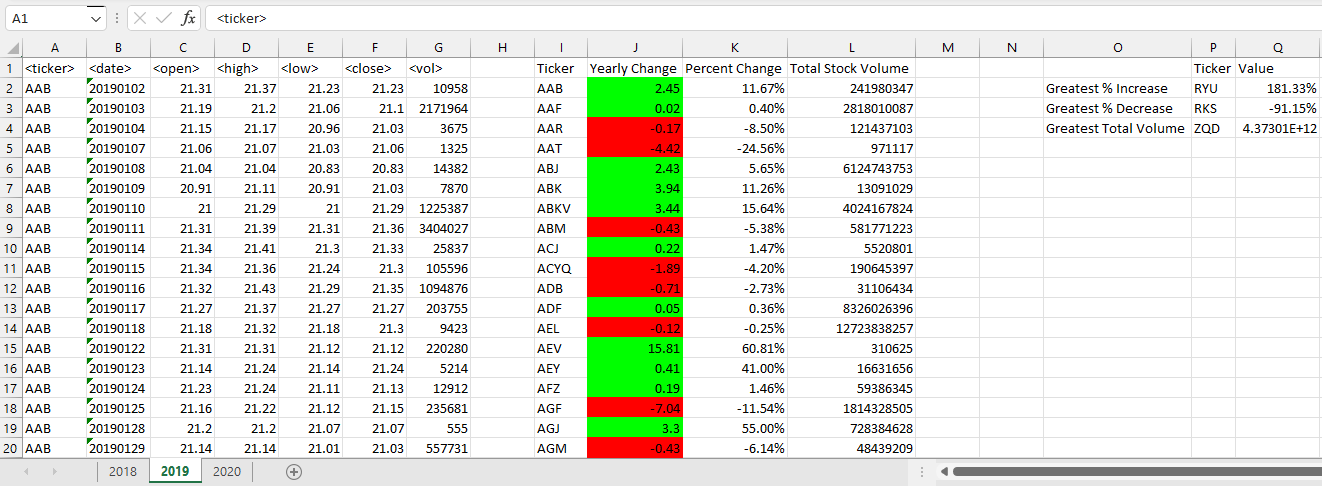 A1 fx <ticker>
A B C D E F G H I J K L M N O P Q
1 <ticker> <date> <open> <high> <low> <close> <vol> Ticker Yearly Change Percent Change Total Stock Volume Ticker Value
2 AAB 20190102 21.31 21.37 21.23 21.23 10958 AAB 2.45 11.67% 241980347 Greatest % Increase RYU 181.33%
3 AAB 20190103 21.19 21.2 21.06 21.1 2171964 AAF 0.02 0.40% 2818010087 Greatest % Decrease RKS -91.15%
4 AAB 20190104 21.15 21.17 20.96 21.03 3675 AAR -0.17 -8.50% 121437103 Greatest Total Volume ZQD 4.37301E+12
5 AAB 20190107 21.06 21.07 21.03 21.06 1325 AAT -4.42 -24.56% 971117
6 AAB 20190108 21.04 21.04 20.83 20.83 14382 ABJ 2.43 5.65% 6124743753
7 AAB 20190109 20.91 21.11 20.91 21.03 7870 ABK 3.94 11.26% 13091029
8 AAB 20190110 21 21.29 21 21.29 1225387 ABKV 3.44 15.64% 4024167824
9 AAB 20190111 21.31 21.39 21.31 21.36 3404027 ABM -0.43 -5.38% 581771223
10 AAB 20190114 21.34 21.41 21.3 21.33 25837 ACJ 0.22 1.47% 5520801
11 AAB 20190115 21.34 21.36 21.24 21.3 105596 ACYQ -1.89 -4.20% 190645397
12 AAB 20190116 21.32 21.43 21.29 21.35 1094876 ADB -0.71 -2.73% 31106434
13 AAB 20190117 21.27 21.37 21.27 21.27 203755 ADF 0.05 0.36% 8326026396
14 AAB 20190118 21.18 21.32 21.18 21.3 9423 AEL -0.12 -0.25% 12723838257
15 AAB 20190122 21.31 21.31 21.12 21.12 220280 AEV 15.81 60.81% 310625
16 AAB 20190123 21.14 21.24 21.14 21.24 5214 AEY 0.41 41.00% 16631656
17 AAB 20190124 21.23 21.24 21.11 21.13 12912 AFZ 0.19 1.46% 59386345
18 AAB 20190125 21.16 21.22 21.12 21.15 235681 AGF -7.04 -11.54% 1814328505
19 AAB 20190128 21.2 21.2 21.07 21.07 555 AGJ 3.3 55.00% 728384628
20 AAB 20190129 21.14 21.14 21.01 21.03 557731 AGM -0.43 -6.14% 48439209
2018 2019 2020